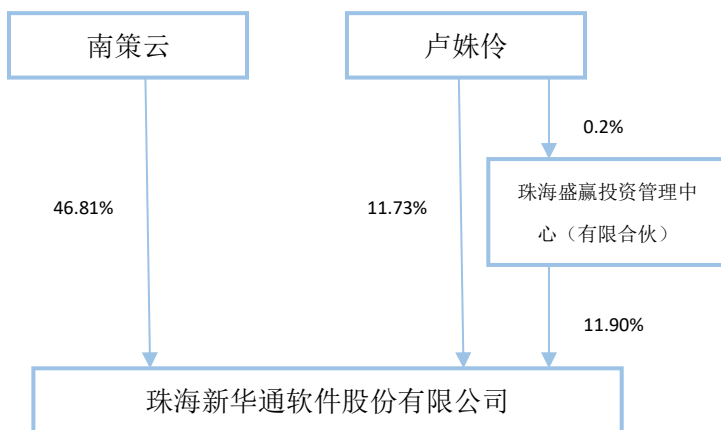 南策云
卢姝伶
0.2%
46.81%
11.73%
珠海盛赢投资管理中
心（有限合伙）
11.90%
珠海新华通软件股份有限公司